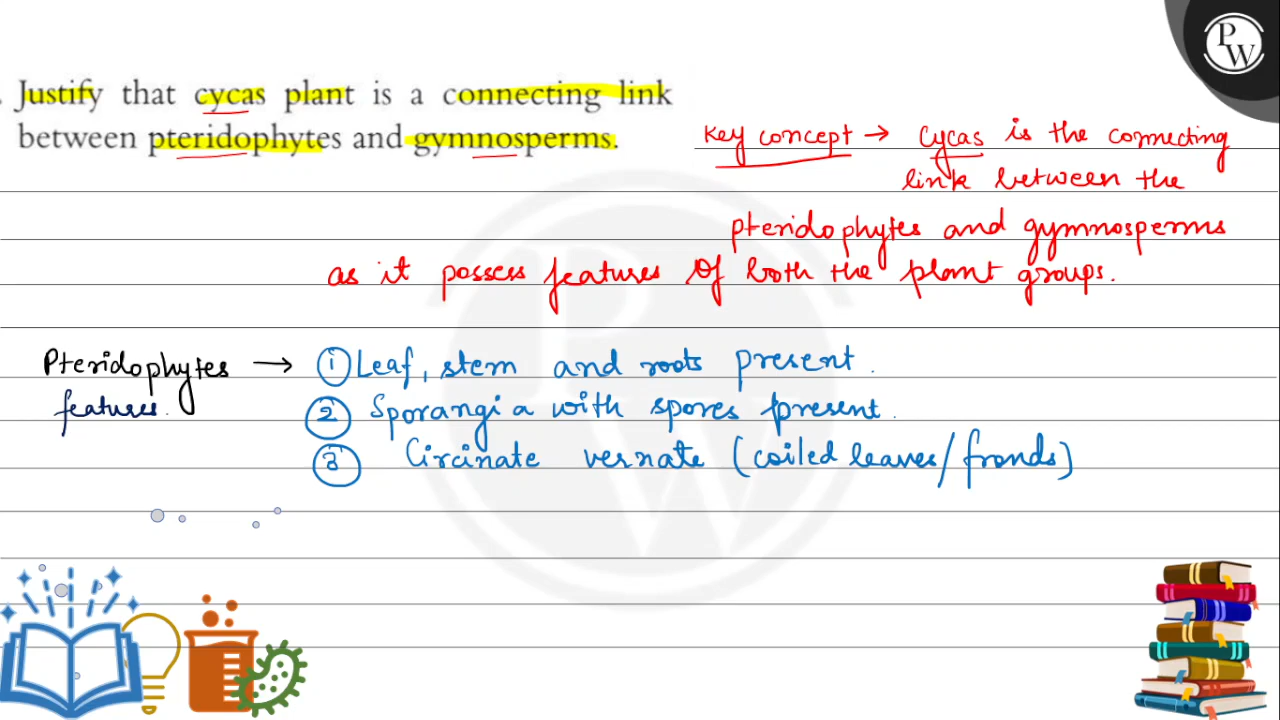 Justify that cycas plant is a connecting link
between pteridophytes and gymnosperms.
Key concept → Cycas is the connecting
link between the
pteridophytes and gymnosperms
as it possess features of both the plant groups.
Pteridophytes → ① Leaf, stem and roots present.
features. ② Sporangia with spores present.
③ Circinate vernate (coiled leaves/fronds)
P
W
P
W